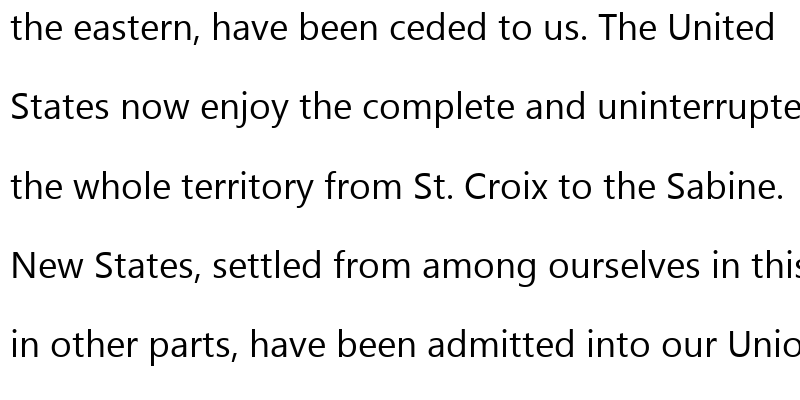 the eastern, have been ceded to us. The United
States now enjoy the complete and uninterrupte
the whole territory from St. Croix to the Sabine.
New States, settled from among ourselves in this
in other parts, have been admitted into our Unio